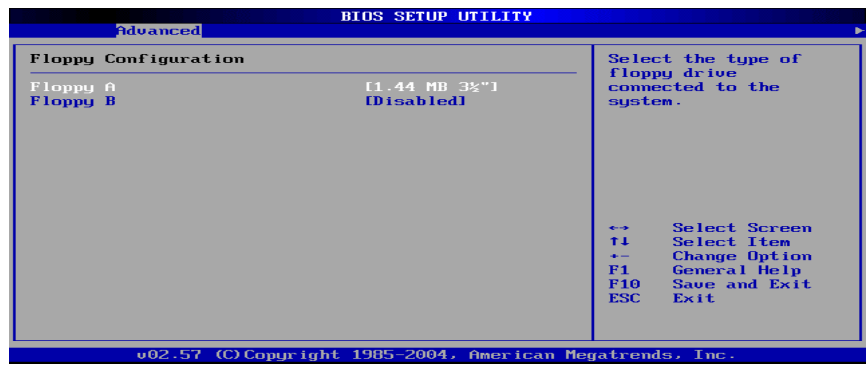 BIOS SETUP UTILITY
Advanced
Floppy Configuration
Floppy A [1.44 MB 3½"]
Floppy B [Disabled]
Select the type of
floppy drive
connected to the
system.
↔ Select Screen
↑↓ Select Item
+- Change Option
F1 General Help
F10 Save and Exit
ESC Exit
v02.57 (C)Copyright 1985-2004, American Megatrends, Inc.